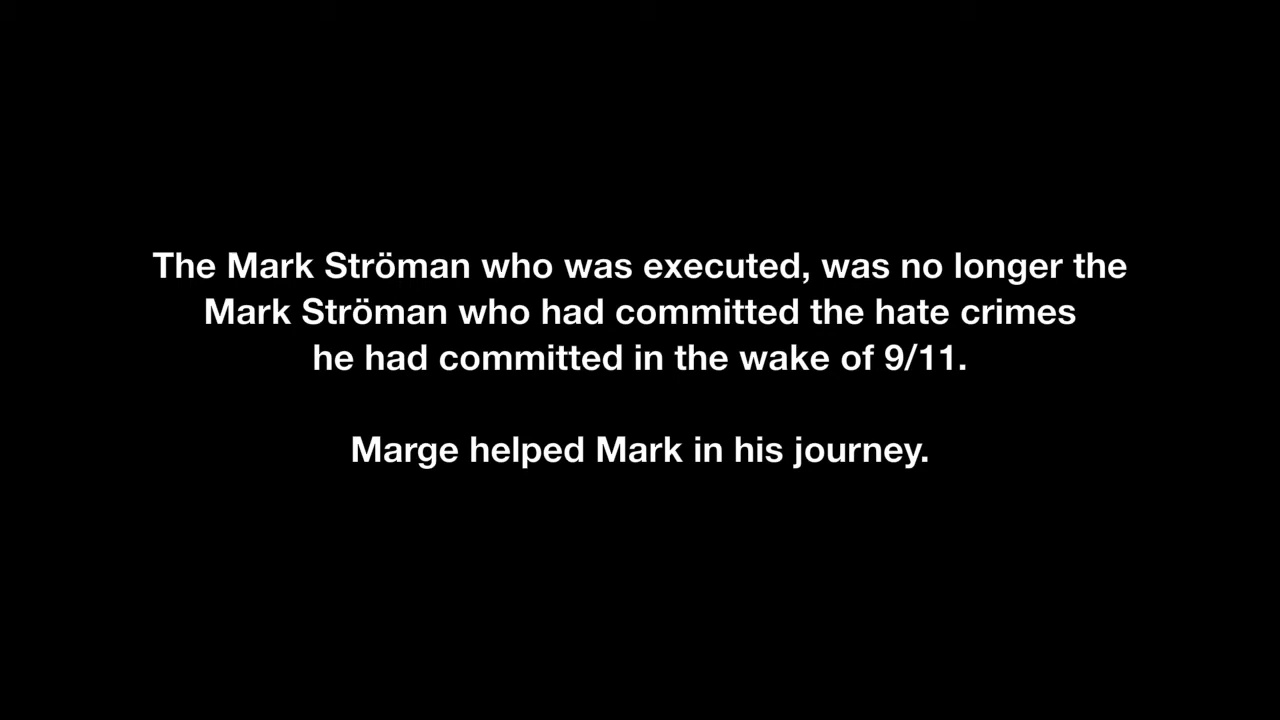 The Mark Ströman who was executed, was no longer the
Mark Ströman who had committed the hate crimes
he had committed in the wake of 9/11.
Marge helped Mark in his journey.